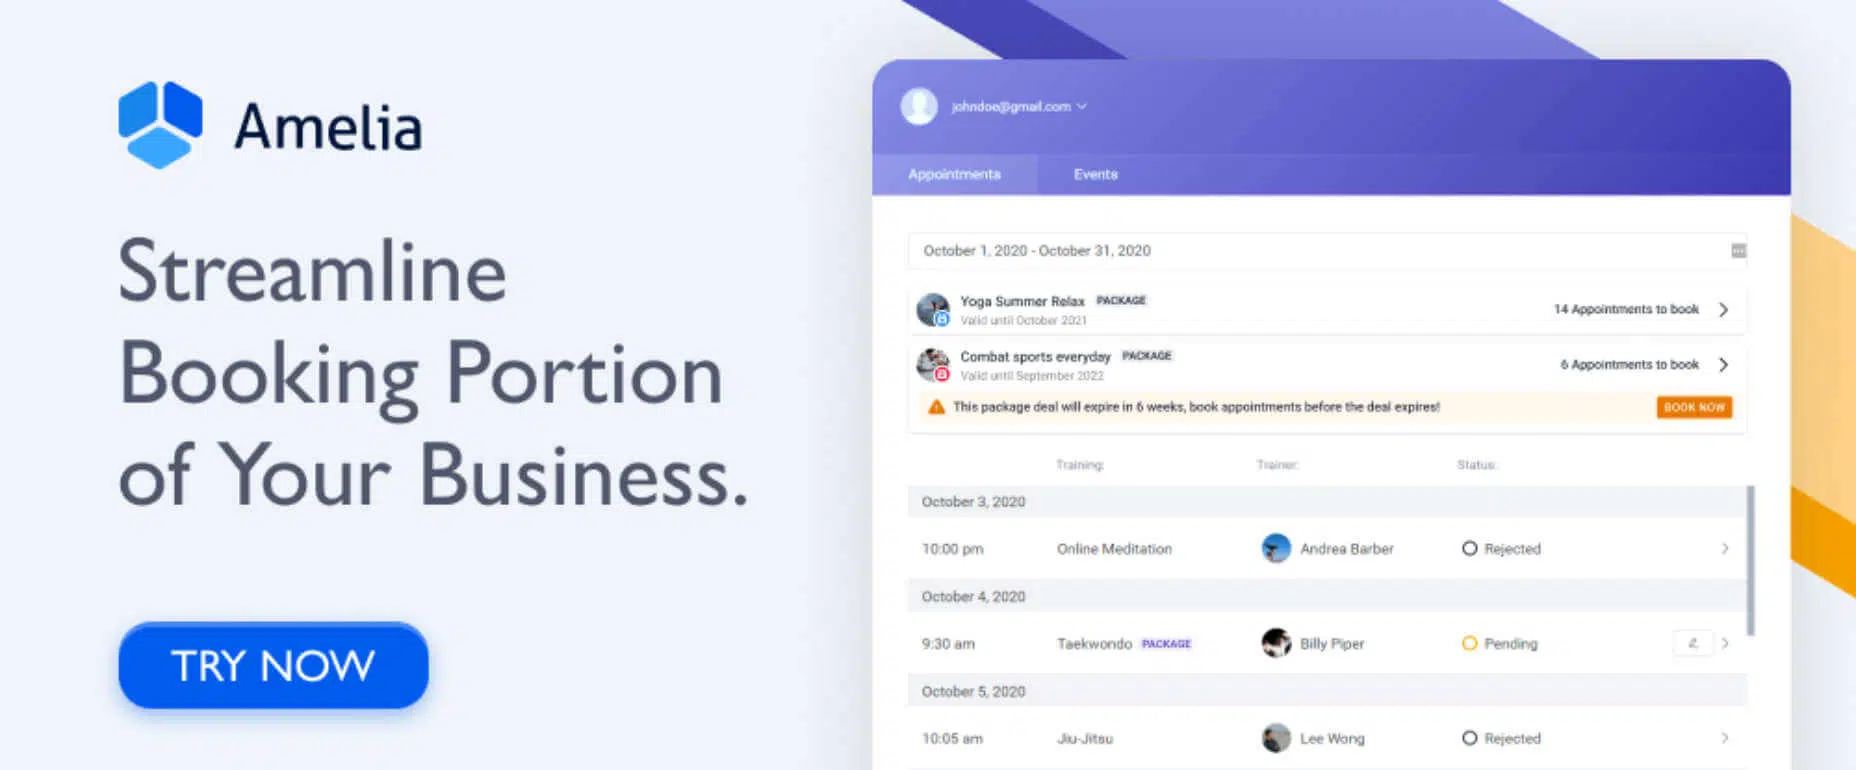 Amelia
Streamline
Booking Portion
of Your Business.
TRY NOW
johndoe@gmail.com
Appointments Events
October 1, 2020 - October 31, 2020
Yoga Summer Relax PACKAGE
Valid until October 2021
14 Appointments to book
Combat sports everyday PACKAGE
Valid until September 2022
6 Appointments to book
This package deal will expire in 6 weeks, book appointments before the deal expires! BOOK NOW
Training: Trainer: Status:
October 3, 2020
10:00 pm Online Meditation Andrea Barber Rejected
October 4, 2020
9:30 am Taekwondo PACKAGE Billy Piper Pending
October 5, 2020
10:05 am Jiu-Jitsu Lee Wong Rejected